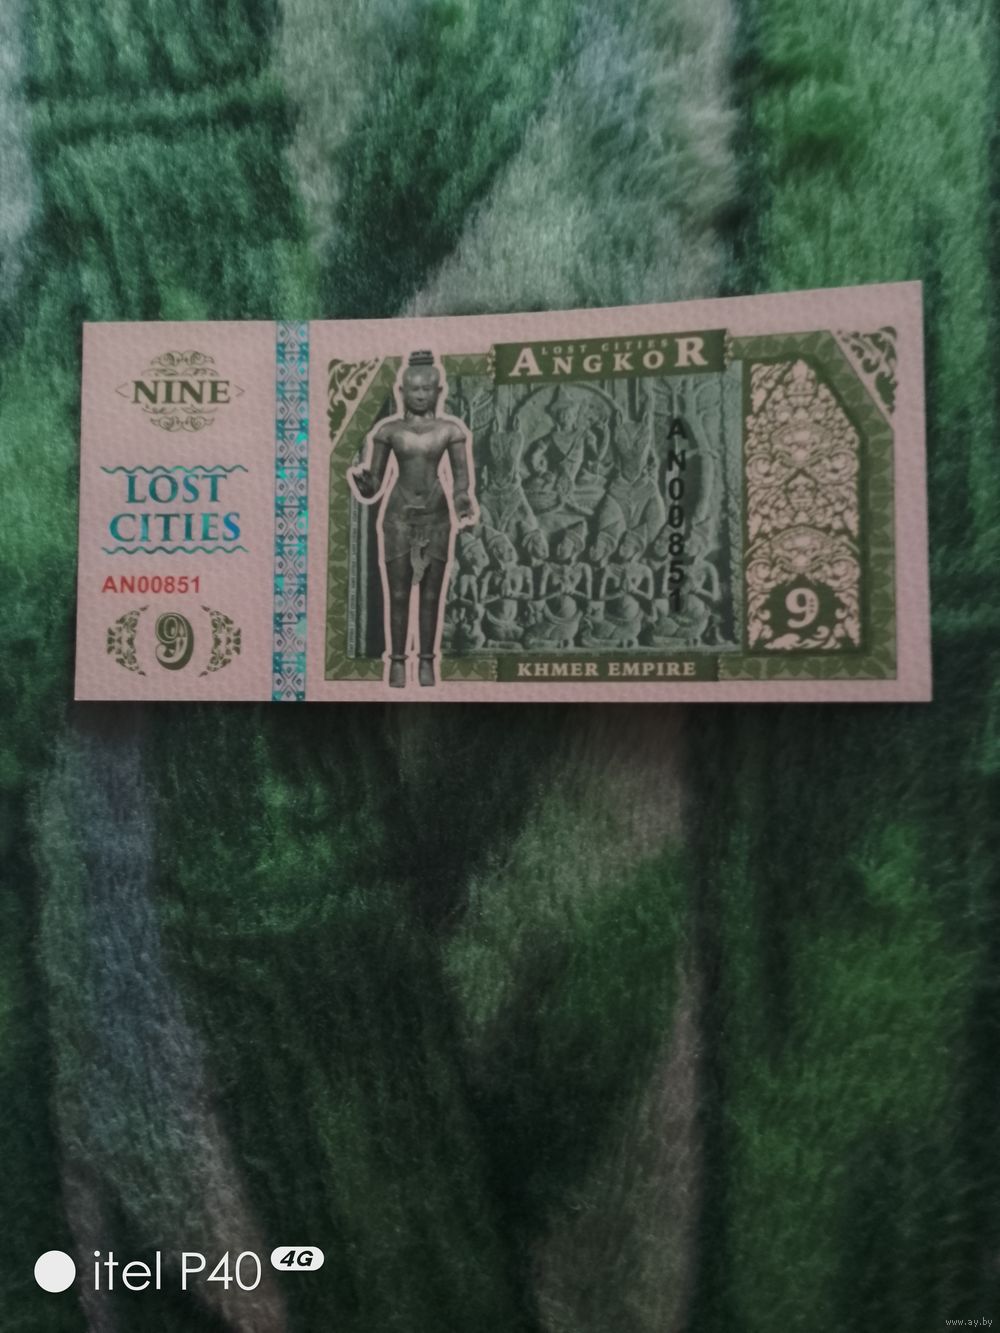 NINE
LOST
CITIES
AN00851
9
LOST CITIES
ANGKOR
AN00851
9
KHMER EMPIRE
itel P40 4G
www.ay.by